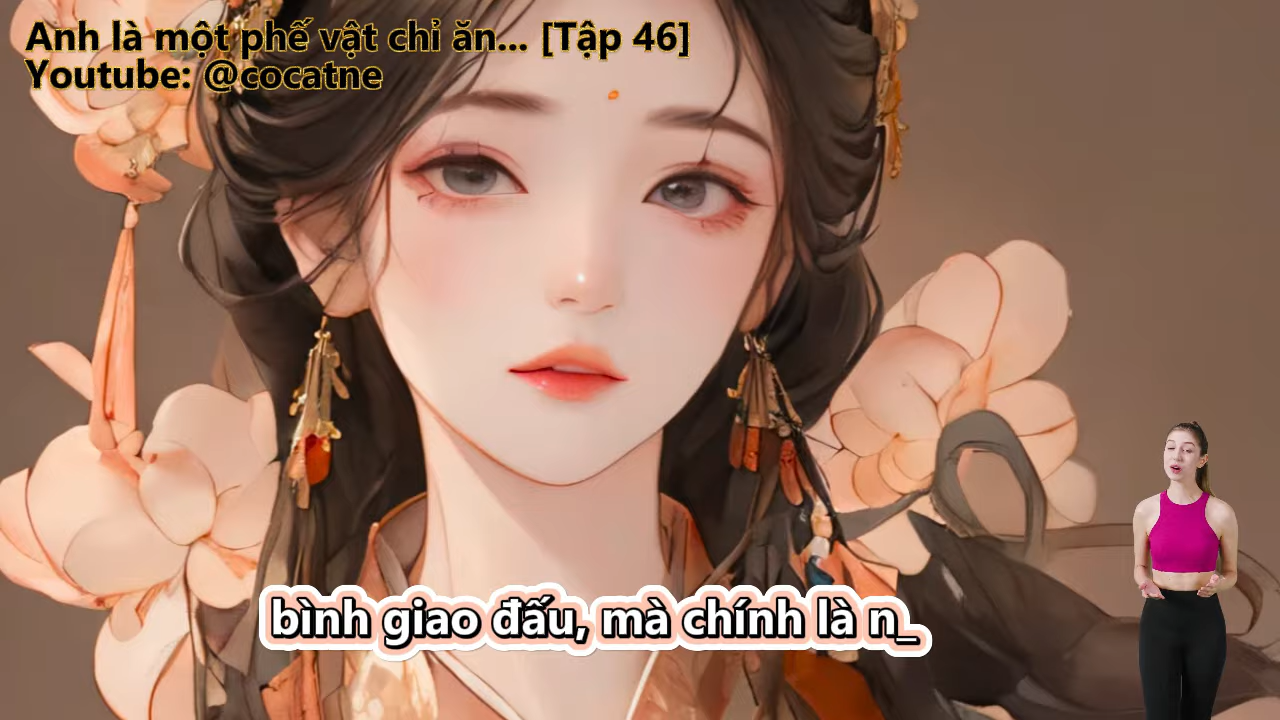 Anh là một phế vật chỉ ăn... [Tập 46]
Youtube: @cocatne
bình giao đấu, mà chính là n_